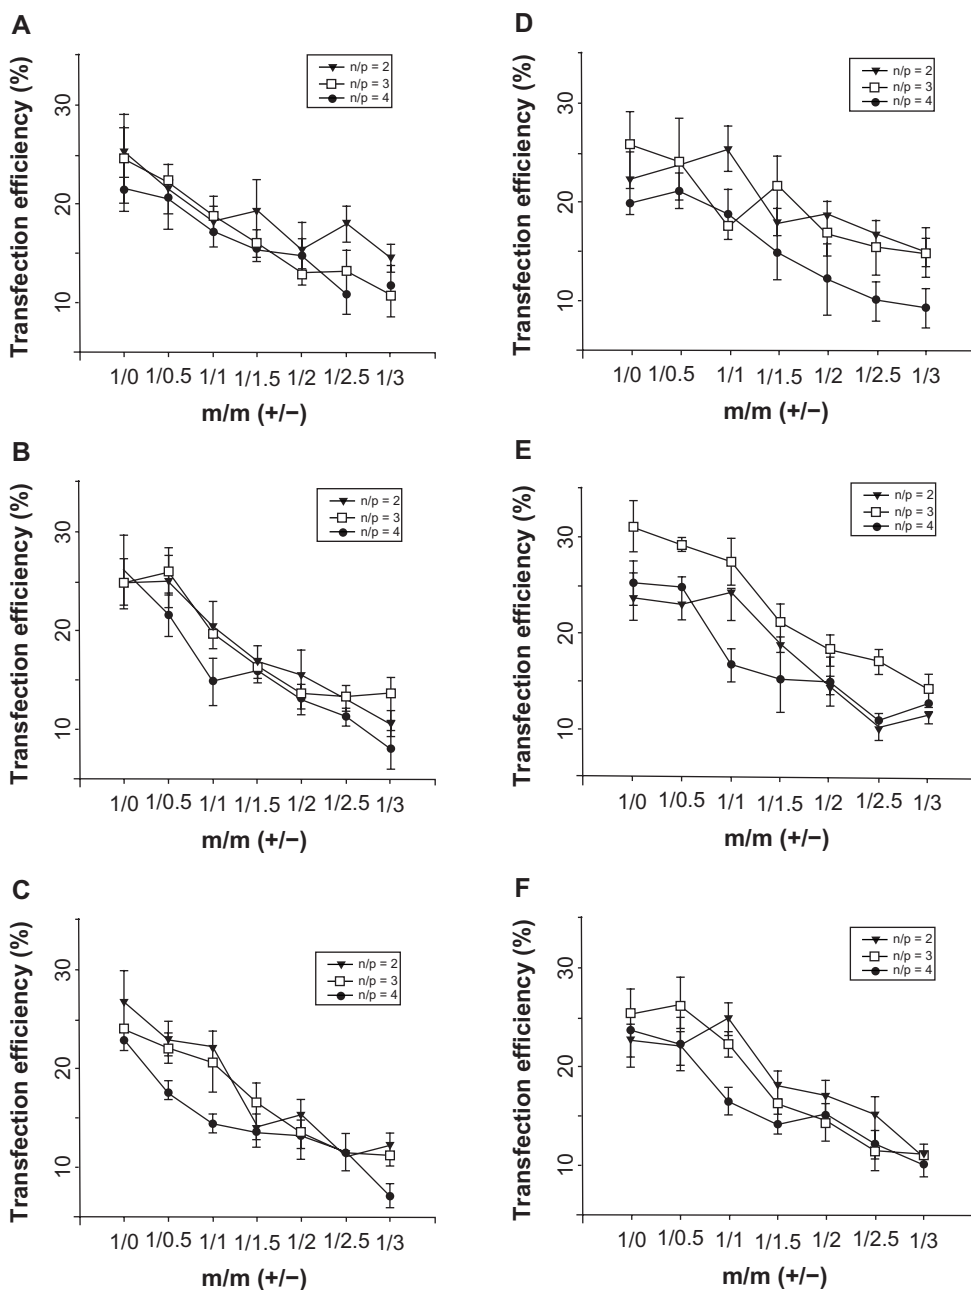 A
Transfection efficiency (%)
30
20
10
n/p = 2
n/p = 3
n/p = 4
1/0 1/0.5 1/1 1/1.5 1/2 1/2.5 1/3
m/m (+/−)
D
Transfection efficiency (%)
30
20
10
n/p = 2
n/p = 3
n/p = 4
1/0 1/0.5 1/1 1/1.5 1/2 1/2.5 1/3
m/m (+/−)
B
Transfection efficiency (%)
30
20
10
n/p = 2
n/p = 3
n/p = 4
1/0 1/0.5 1/1 1/1.5 1/2 1/2.5 1/3
m/m (+/−)
E
Transfection efficiency (%)
30
20
10
n/p = 2
n/p = 3
n/p = 4
1/0 1/0.5 1/1 1/1.5 1/2 1/2.5 1/3
m/m (+/−)
C
Transfection efficiency (%)
30
20
10
n/p = 2
n/p = 3
n/p = 4
1/0 1/0.5 1/1 1/1.5 1/2 1/2.5 1/3
m/m (+/−)
F
Transfection efficiency (%)
30
20
10
n/p = 2
n/p = 3
n/p = 4
1/0 1/0.5 1/1 1/1.5 1/2 1/2.5 1/3
m/m (+/−)